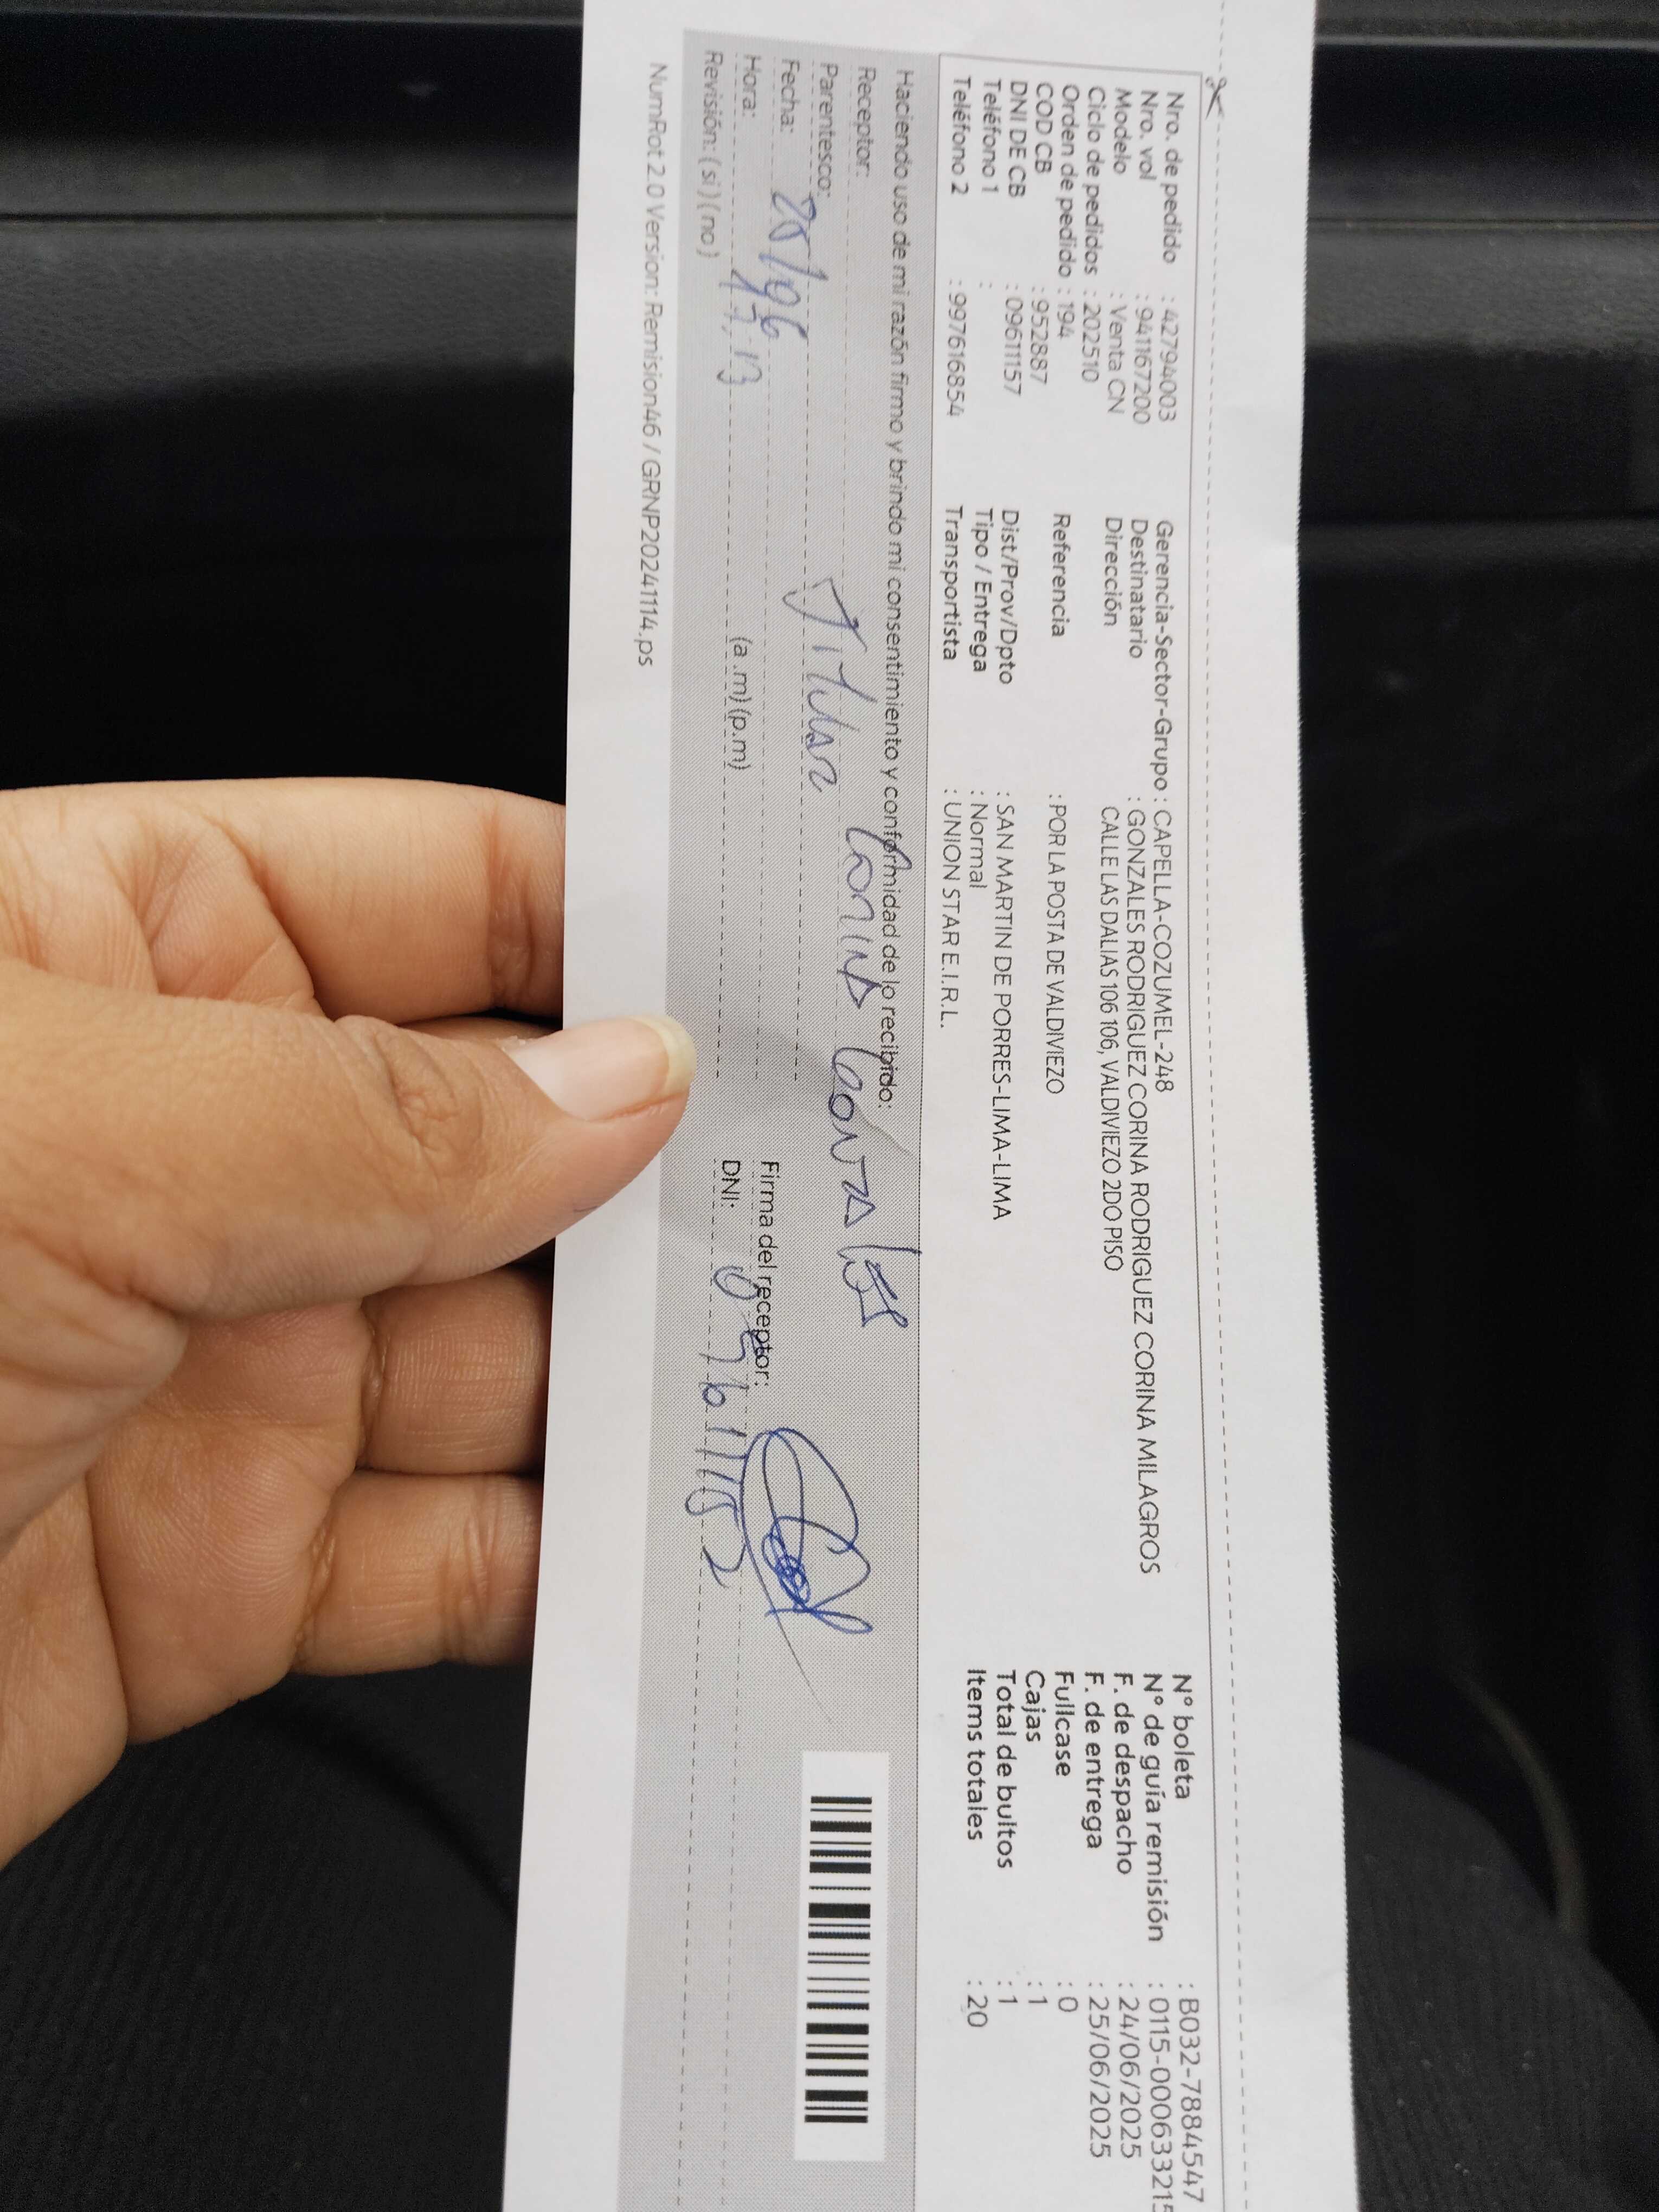 Nro. de pedido : 42794003
Nro. vol : 941167200
Modelo : Venta CN
Ciclo de pedidos : 202510
Orden de pedido : 194
COD CB : 952887
DNI DE CB : 09611157
Teléfono 1 :
Teléfono 2 : 997616854
Gerencia-Sector-Grupo : CAPELLA-COZUMEL-248
Destinatario : GONZALES RODRIGUEZ CORINA RODRIGUEZ CORINA MILAGROS
Dirección CALLE LAS DALIAS 106 106, VALDIVIEZO 2DO PISO
Referencia : POR LA POSTA DE VALDIVIEZO
Dist/Prov/Dpto : SAN MARTIN DE PORRES-LIMA-LIMA
Tipo / Entrega : Normal
Transportista : UNION STAR E.I.R.L.
N° boleta : B032-7884547
N° de guía remisión : 0115-000633215
F. de despacho : 24/06/2025
F. de entrega : 25/06/2025
Fullcase : 0
Cajas : 1
Total de bultos : 1
Items totales : 20
Haciendo uso de mi razón firmo y brindo mi consentimiento y conformidad de lo recibido:
Receptor: Corina Gonzales
Parentesco: Titular
Fecha: 25/06
Hora: 17:13 (a.m) (p.m)
Revisión: ( si ) ( no )
Firma del receptor:
DNI:
NumRot 2.0 Version: Remision46 / GRNP20241114.ps